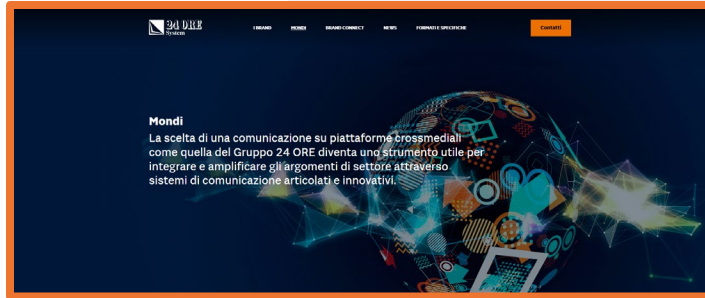 24 ORE
System
I BRAND MONDI BRAND CONNECT NEWS FORMATI E SPECIFICHE Contatti
Mondi
La scelta di una comunicazione su piattaforme crossmediali
come quella del Gruppo 24 ORE diventa uno strumento utile per
integrare e amplificare gli argomenti di settore attraverso
sistemi di comunicazione articolati e innovativi.